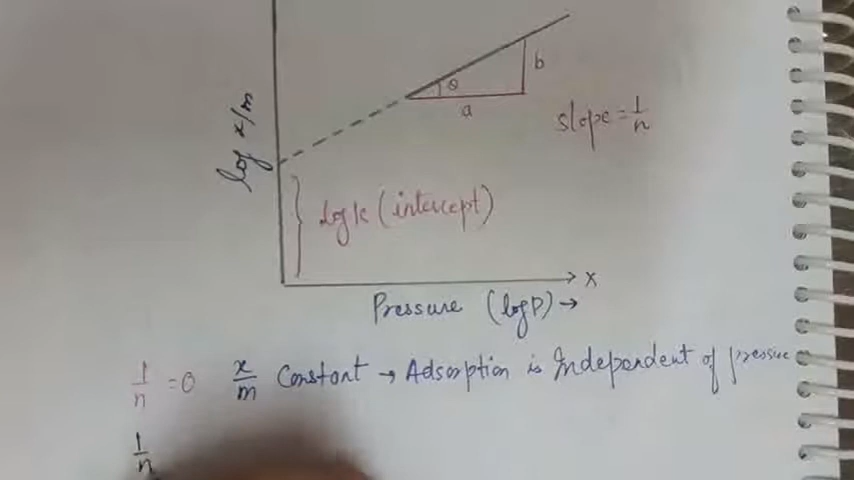 log x/m
θ
b
a
slope = 1/n
log k (intercept)
X
Pressure (log P) →
1/n = 0 x/m Constant → Adsorption is Independent of pressure
1/n